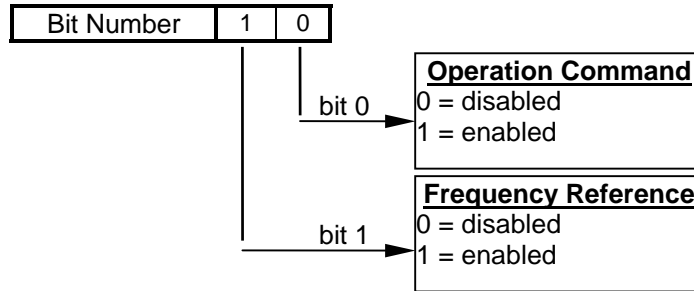 Bit Number 1 0
Operation Command
bit 0
0 = disabled
1 = enabled
Frequency Reference
bit 1
0 = disabled
1 = enabled